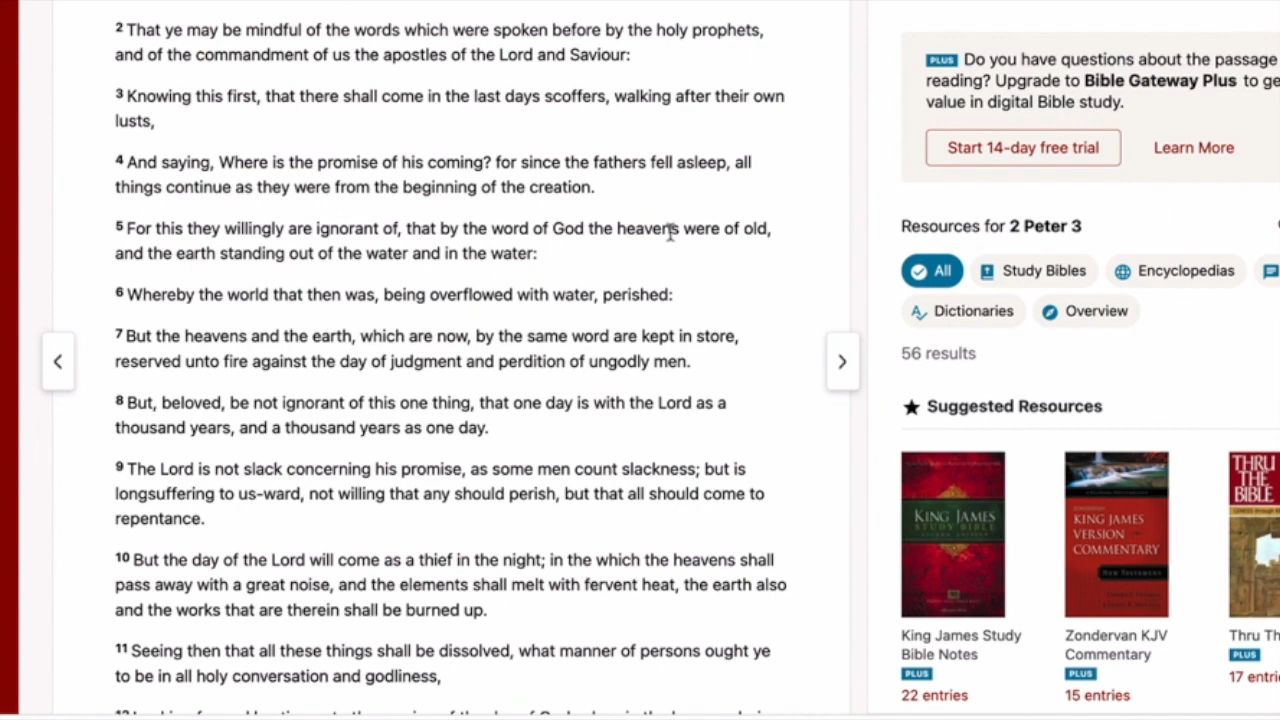 2 That ye may be mindful of the words which were spoken before by the holy prophets,
and of the commandment of us the apostles of the Lord and Saviour:
3 Knowing this first, that there shall come in the last days scoffers, walking after their own
lusts,
4 And saying, Where is the promise of his coming? for since the fathers fell asleep, all
things continue as they were from the beginning of the creation.
5 For this they willingly are ignorant of, that by the word of God the heavens were of old,
and the earth standing out of the water and in the water:
6 Whereby the world that then was, being overflowed with water, perished:
7 But the heavens and the earth, which are now, by the same word are kept in store,
reserved unto fire against the day of judgment and perdition of ungodly men.
8 But, beloved, be not ignorant of this one thing, that one day is with the Lord as a
thousand years, and a thousand years as one day.
9 The Lord is not slack concerning his promise, as some men count slackness; but is
longsuffering to us-ward, not willing that any should perish, but that all should come to
repentance.
10 But the day of the Lord will come as a thief in the night; in the which the heavens shall
pass away with a great noise, and the elements shall melt with fervent heat, the earth also
and the works that are therein shall be burned up.
11 Seeing then that all these things shall be dissolved, what manner of persons ought ye
to be in all holy conversation and godliness,
PLUS Do you have questions about the passage
reading? Upgrade to Bible Gateway Plus to ge
value in digital Bible study.
Start 14-day free trial
Learn More
Resources for 2 Peter 3
All
Study Bibles
Encyclopedias
Dictionaries
Overview
56 results
Suggested Resources
KING JAMES
STUDY BIBLE
KING JAMES
VERSION
COMMENTARY
THRU
THE
BIBLE
King James Study
Bible Notes
PLUS
22 entries
Zondervan KJV
Commentary
PLUS
15 entries
Thru Th
PLUS
17 entri